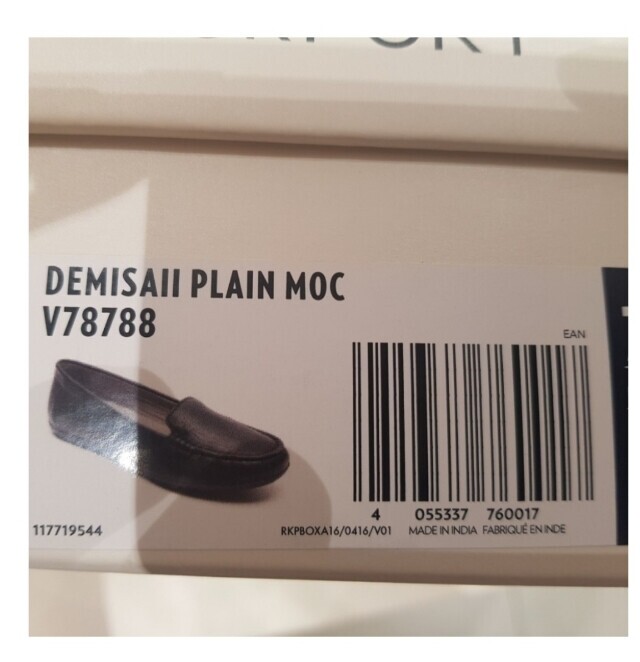 DEMISAII PLAIN MOC
V78788
EAN
4 055337 760017
117719544
RKPBOXA16/0416/V01 MADE IN INDIA FABRIQUÉ EN INDE